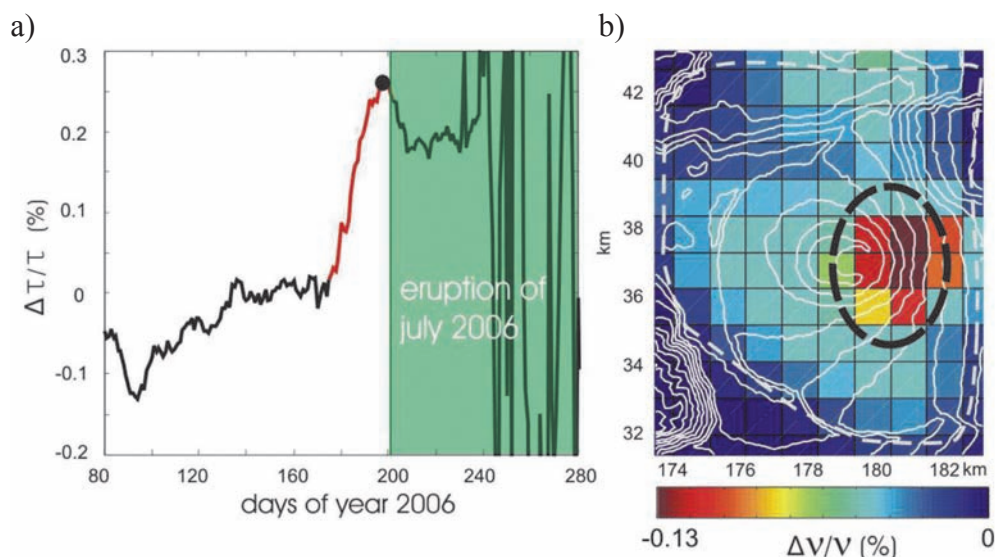 a)
Δτ/τ (%)
0.3
0.2
0.1
0
-0.1
-0.2
80
120
160
200
240
280
days of year 2006
eruption of
july 2006
b)
km
42
40
38
36
34
32
174
176
178
180
182 km
-0.13
0
Δv/v (%)